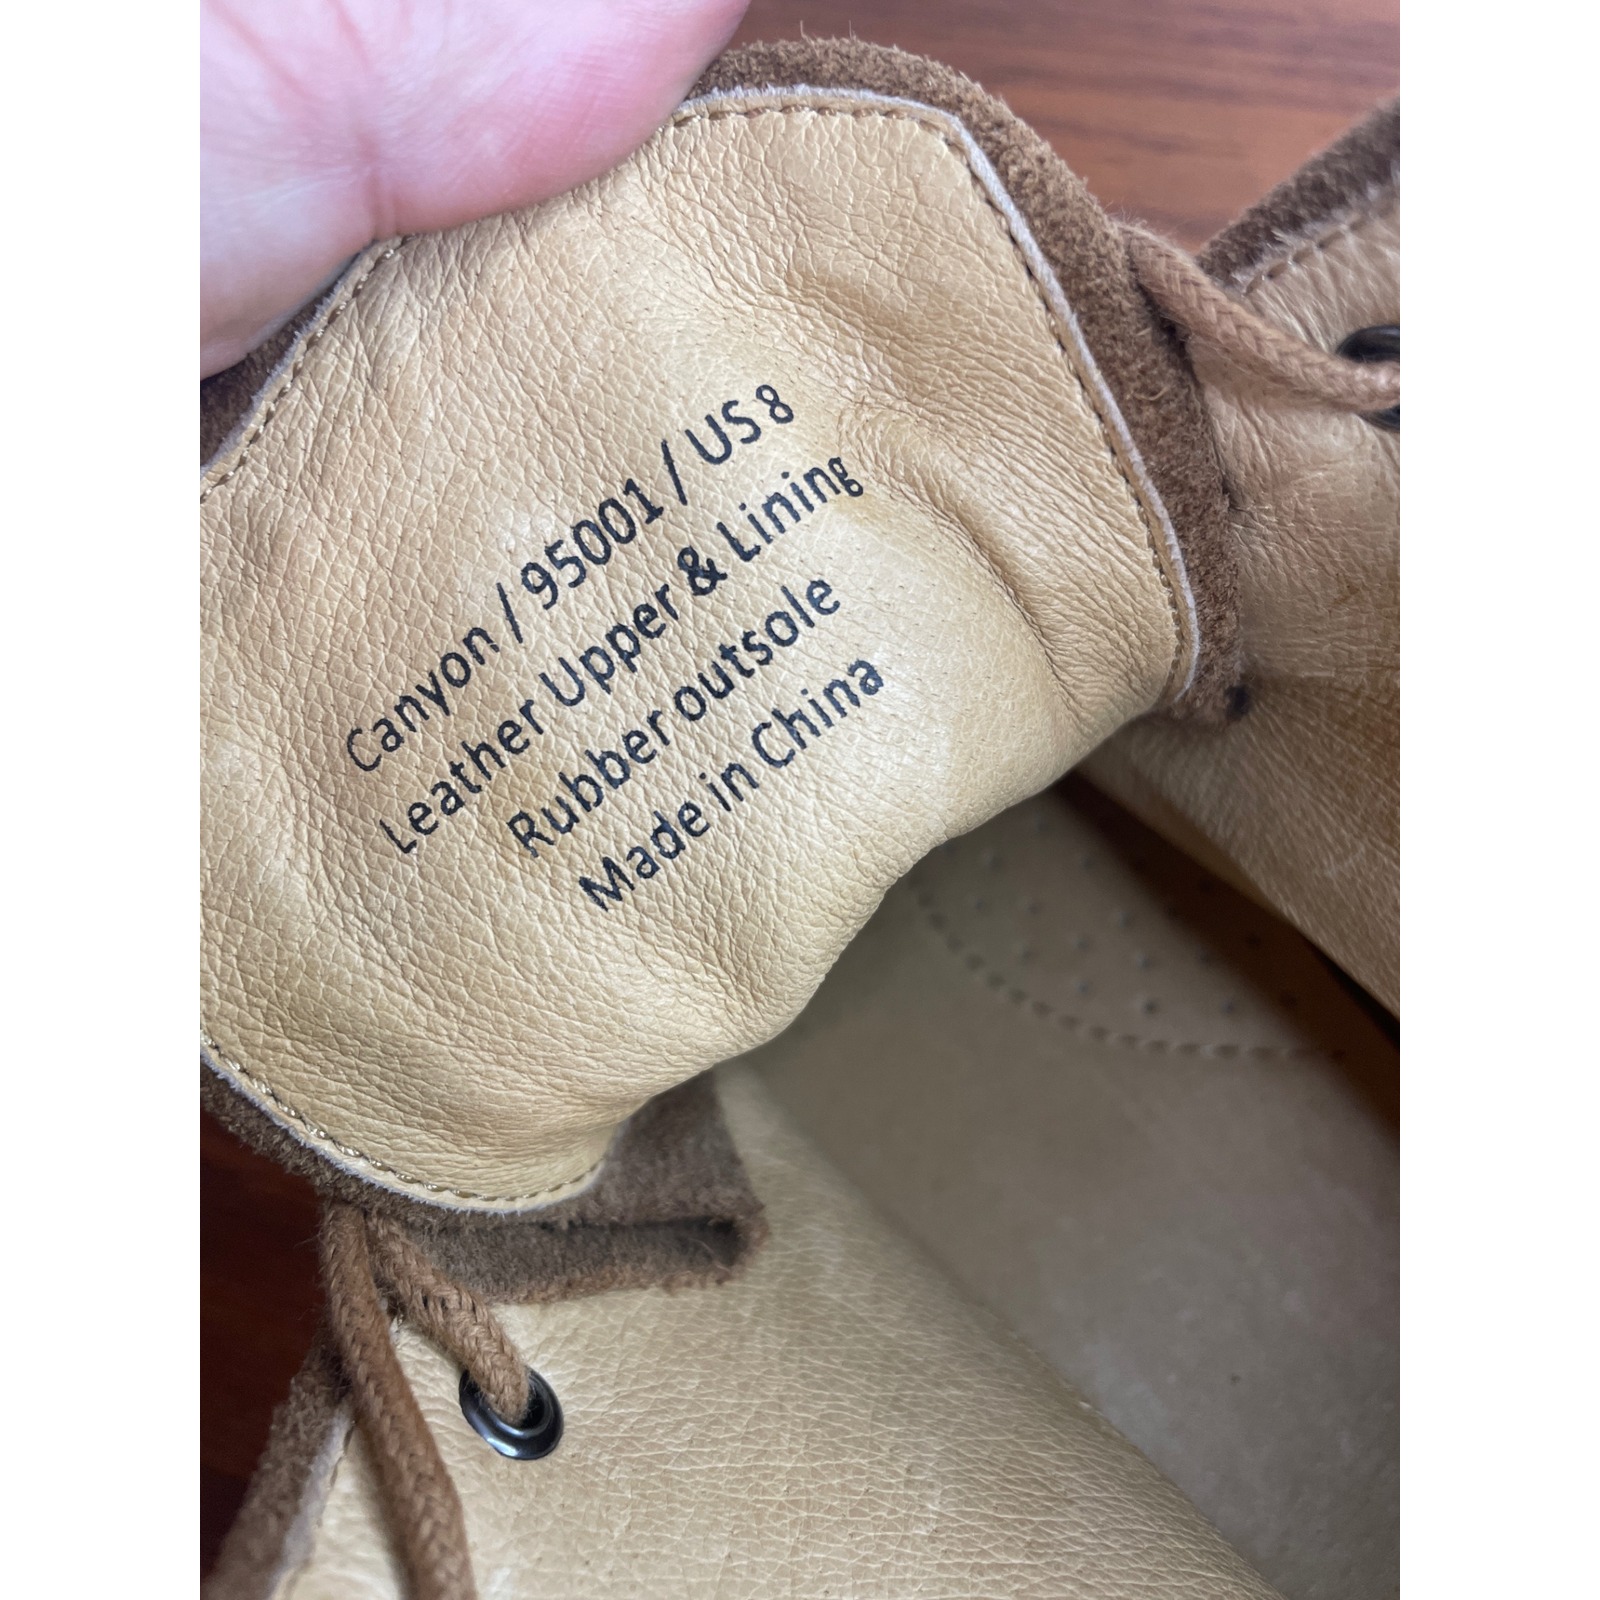 Canyon / 95001 / US 8
Leather Upper & Lining
Rubber outsole
Made in China